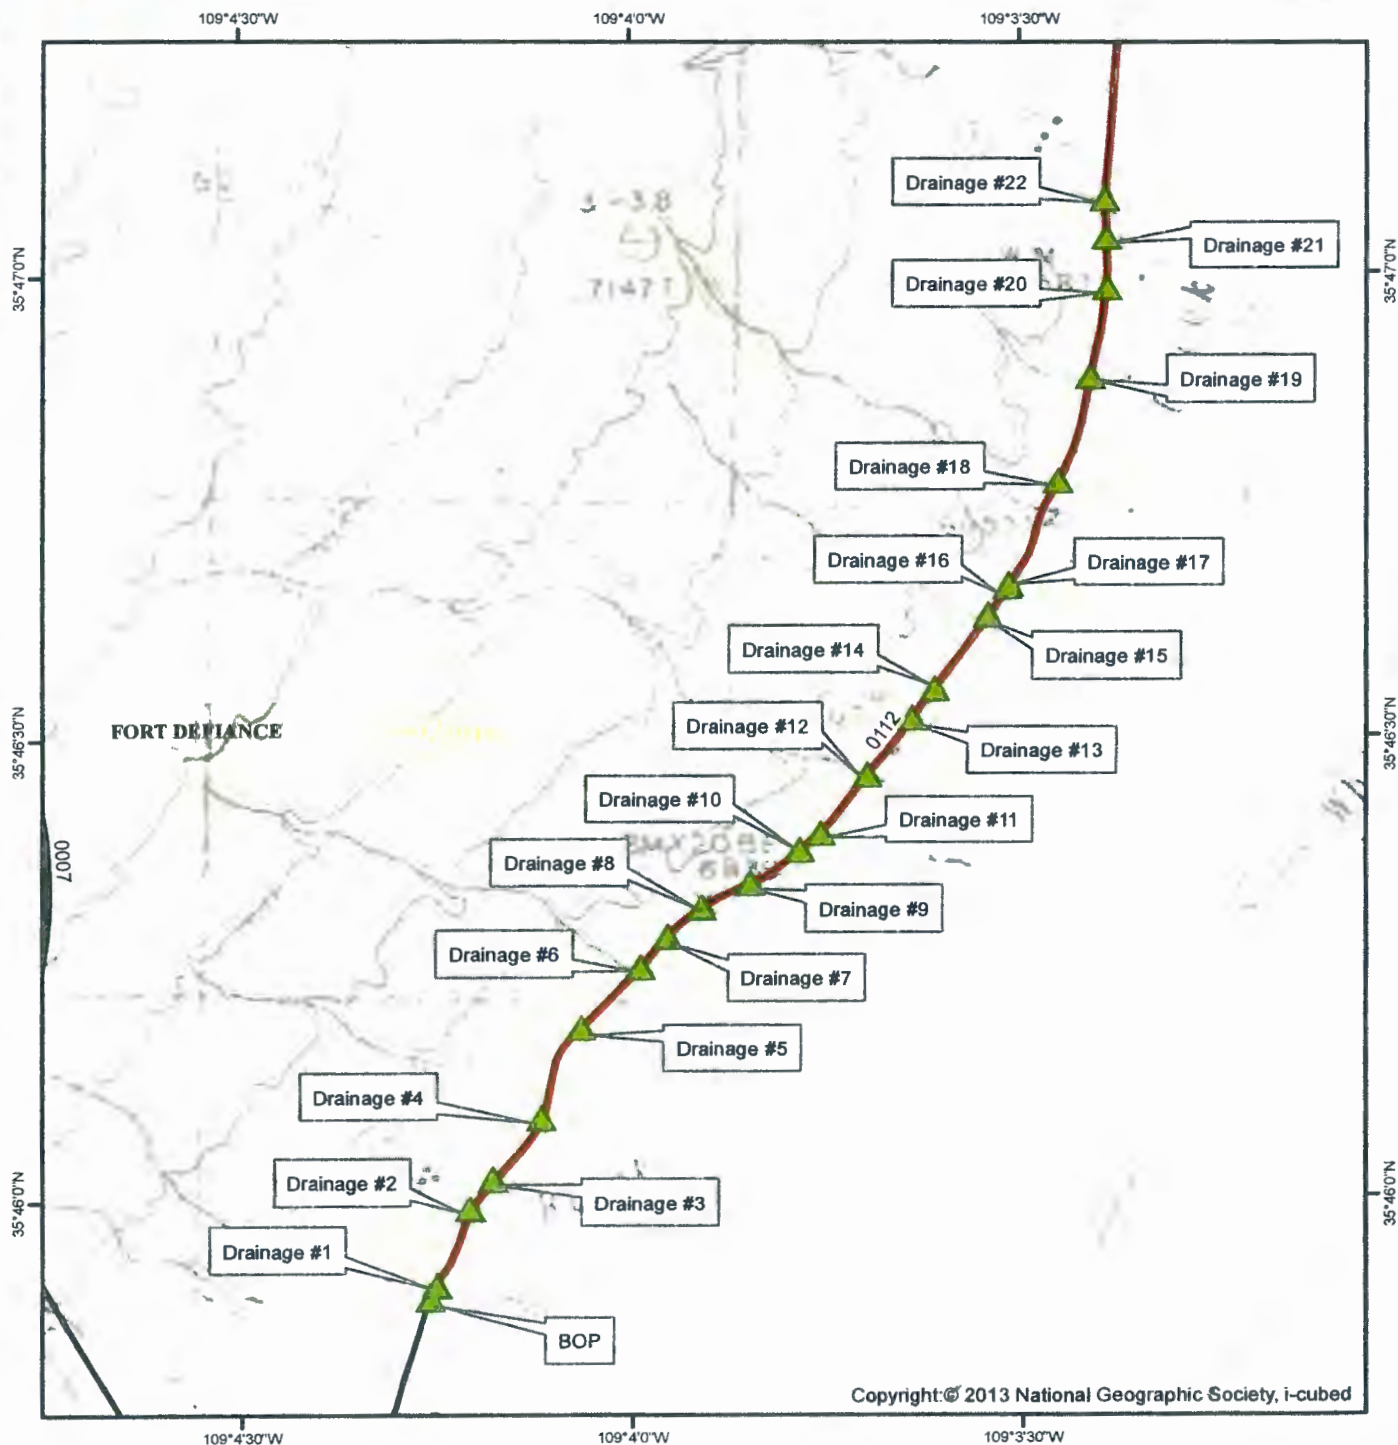 109°4'30"W
109°4'0"W
109°3'30"W
Drainage #22
3-38
Drainage #21
35°47'0"N
35°47'0"N
7147T
Drainage #20
Drainage #19
Drainage #18
Drainage #16
Drainage #17
Drainage #14
Drainage #15
FORT DEFIANCE
35°46'30"N
35°46'30"N
Drainage #12
0112
Drainage #13
Drainage #10
Drainage #11
0007
Drainage #8
Drainage #9
Drainage #6
Drainage #7
Drainage #5
Drainage #4
Drainage #2
35°46'0"N
35°46'0"N
Drainage #3
Drainage #1
BOP
Copyright:© 2013 National Geographic Society, i-cubed
109°4'30"W
109°4'0"W
109°3'30"W